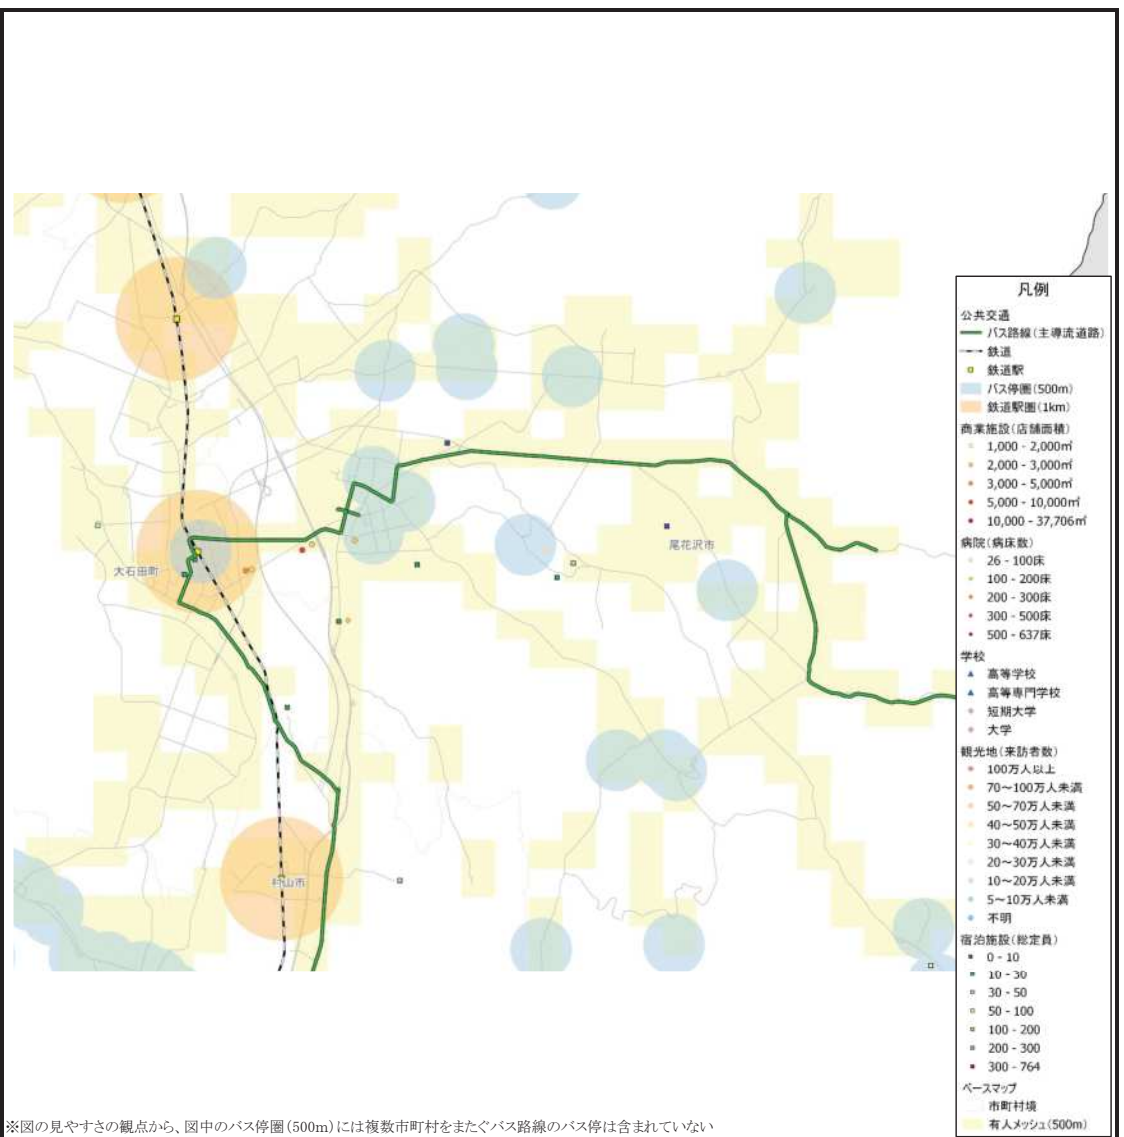 大石田町
尾花沢市
村山市
凡例
公共交通
バス路線(主導流道路)
鉄道
鉄道駅
バス停圏(500m)
鉄道駅圏(1km)
商業施設(店舗面積)
1,000 - 2,000㎡
2,000 - 3,000㎡
3,000 - 5,000㎡
5,000 - 10,000㎡
10,000 - 37,706㎡
病院(病床数)
26 - 100床
100 - 200床
200 - 300床
300 - 500床
500 - 637床
学校
高等学校
高等専門学校
短期大学
大学
観光地(来訪者数)
100万人以上
70～100万人未満
50～70万人未満
40～50万人未満
30～40万人未満
20～30万人未満
10～20万人未満
5～10万人未満
不明
宿泊施設(総定員)
0 - 10
10 - 30
30 - 50
50 - 100
100 - 200
200 - 300
300 - 764
ベースマップ
市町村境
有人メッシュ(500m)
※図の見やすさの観点から、図中のバス停圏(500m)には複数市町村をまたぐバス路線のバス停は含まれていない